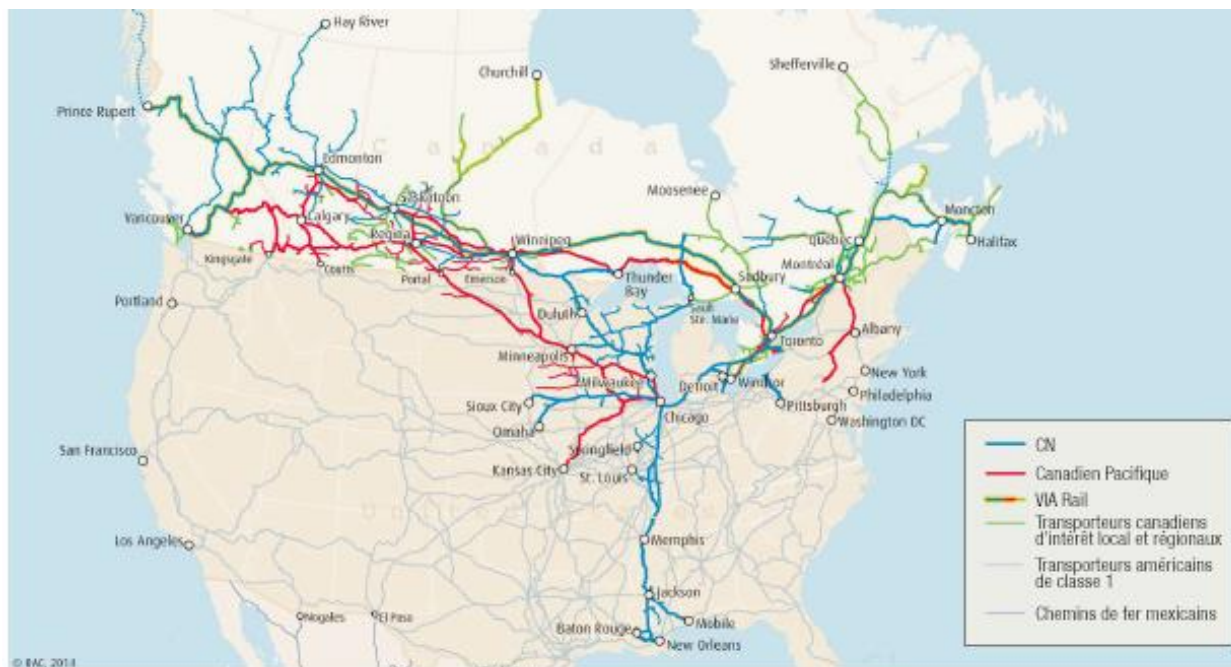 Hay River
Churchill
Shefferville
Prince Rupert
Canada
Edmonton
Moosenee
Saskatoon
Vancouver
Calgary
Regina
Winnipeg
Québec
Moncton
Halifax
Kingsgate
Coutts
Portal
Emerson
Thunder
Bay
Sudbury
Montréal
Portland
Duluth
Sault
Ste. Marie
Toronto
Albany
Minneapolis
Milwaukee
Detroit
Windsor
New York
Philadelphia
Sioux City
Chicago
Pittsburgh
Washington DC
Omaha
San Francisco
Springfield
Kansas City
St. Louis
Los Angeles
Memphis
Jackson
Nogales
El Paso
Mobile
Baton Rouge
New Orleans
CN
Canadien Pacifique
VIA Rail
Transporteurs canadiens
d'intérêt local et régionaux
Transporteurs américains
de classe 1
Chemins de fer mexicains